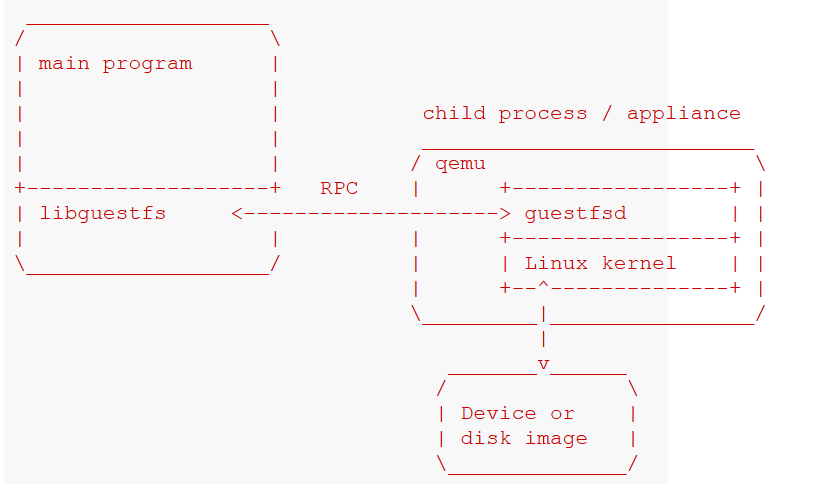 main program
child process / appliance
qemu
RPC
libguestfs <--------------------> guestfsd
Linux kernel
v
Device or
disk image